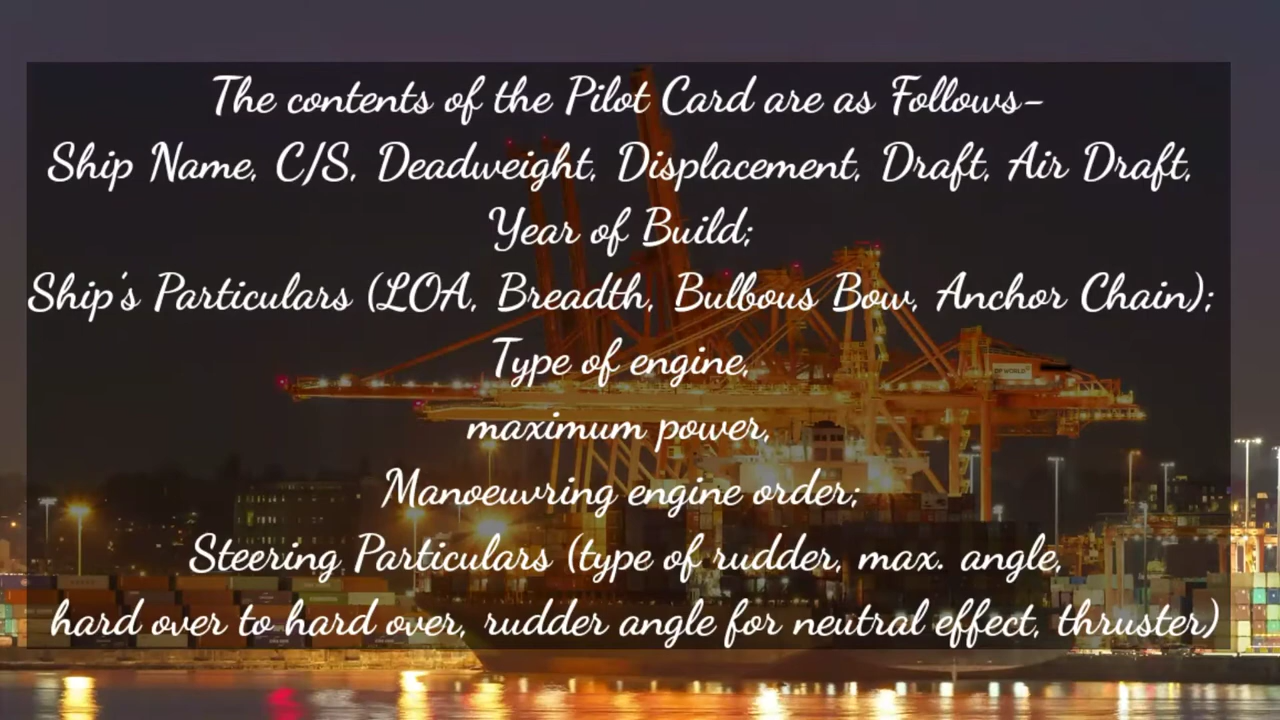 The contents of the Pilot Card are as Follows-
Ship Name, C/S, Deadweight, Displacement, Draft, Air Draft,
Year of Build;
Ship's Particulars (LOA, Breadth, Bulbous Bow, Anchor Chain);
Type of engine,
maximum power,
Manoeuvring engine order;
Steering Particulars (type of rudder, max. angle,
hard over to hard over, rudder angle for neutral effect, thruster)
DP WORLD